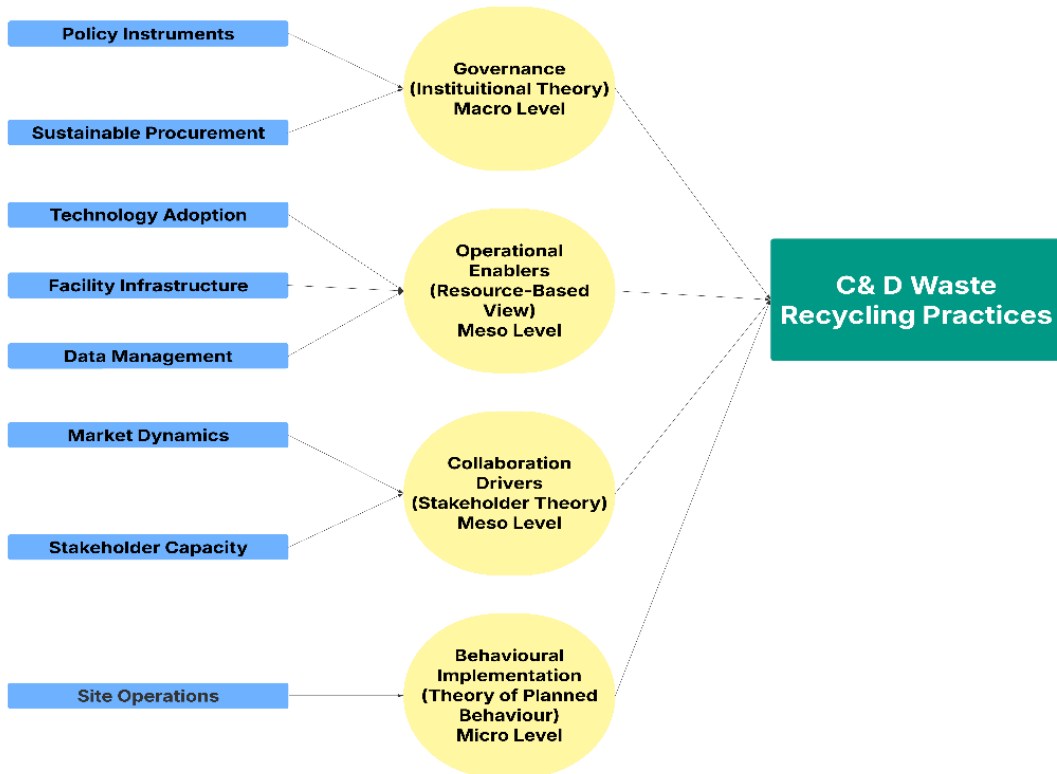 Policy Instruments
Sustainable Procurement
Technology Adoption
Facility Infrastructure
Data Management
Market Dynamics
Stakeholder Capacity
Site Operations
Governance
(Instituitional Theory)
Macro Level
Operational
Enablers
(Resource-Based
View)
Meso Level
Collaboration
Drivers
(Stakeholder Theory)
Meso Level
Behavioural
Implementation
(Theory of Planned
Behaviour)
Micro Level
C& D Waste
Recycling Practices